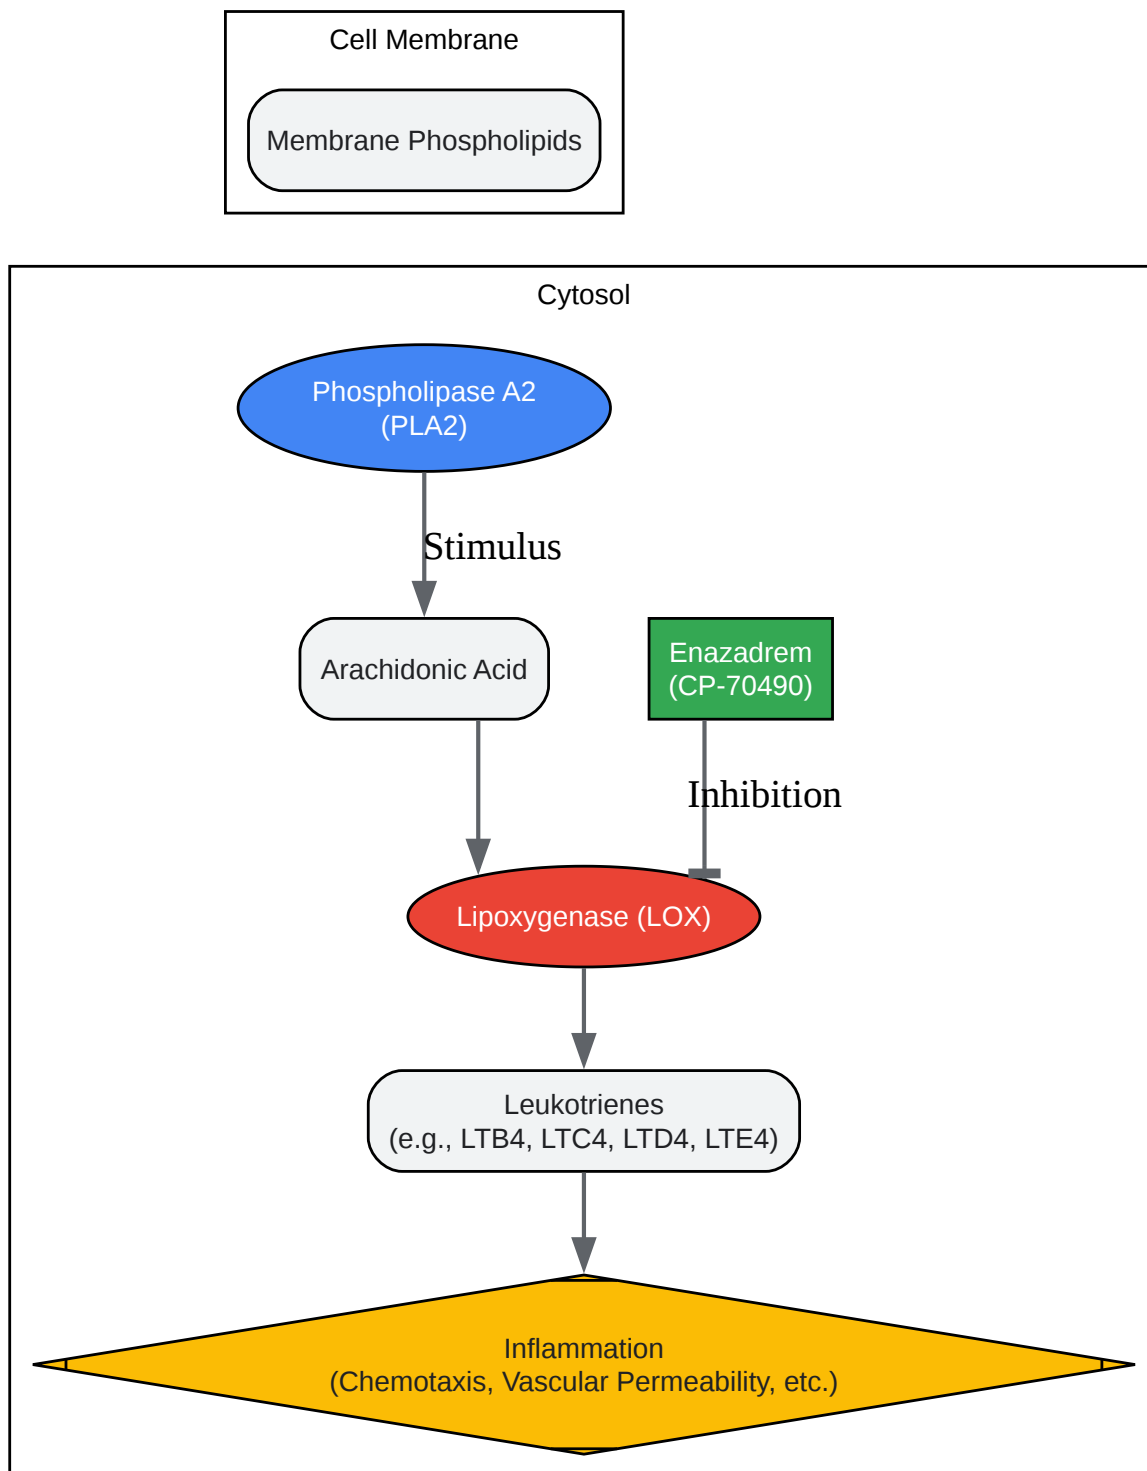 Cell Membrane
Membrane Phospholipids
Cytosol
Phospholipase A2
(PLA2)
Stimulus
Arachidonic Acid
Enazadrem
(CP-70490)
Inhibition
Lipoxygenase (LOX)
Leukotrienes
(e.g., LTB4, LTC4, LTD4, LTE4)
Inflammation
(Chemotaxis, Vascular Permeability, etc.)